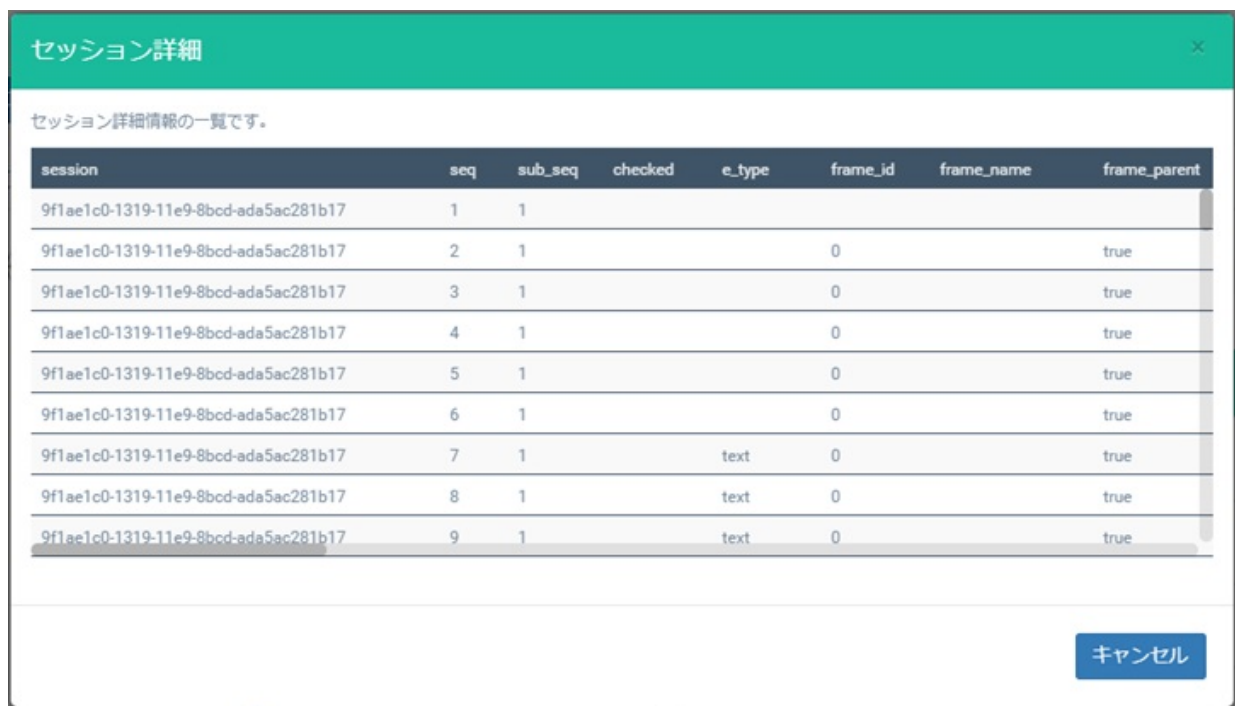 セッション詳細
×
セッション詳細情報の一覧です。
session seq sub_seq checked e_type frame_id frame_name frame_parent
9f1ae1c0-1319-11e9-8bcd-ada5ac281b17 1 1
9f1ae1c0-1319-11e9-8bcd-ada5ac281b17 2 1 0 true
9f1ae1c0-1319-11e9-8bcd-ada5ac281b17 3 1 0 true
9f1ae1c0-1319-11e9-8bcd-ada5ac281b17 4 1 0 true
9f1ae1c0-1319-11e9-8bcd-ada5ac281b17 5 1 0 true
9f1ae1c0-1319-11e9-8bcd-ada5ac281b17 6 1 0 true
9f1ae1c0-1319-11e9-8bcd-ada5ac281b17 7 1 text 0 true
9f1ae1c0-1319-11e9-8bcd-ada5ac281b17 8 1 text 0 true
9f1ae1c0-1319-11e9-8bcd-ada5ac281b17 9 1 text 0 true
キャンセル